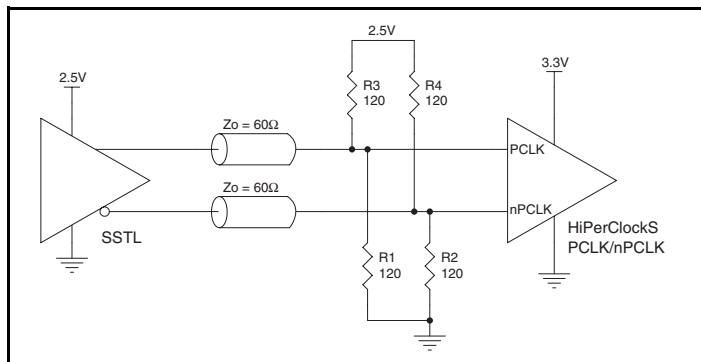 2.5V
2.5V
3.3V
R3
120
R4
120
Zo = 60Ω
PCLK
Zo = 60Ω
nPCLK
SSTL
HiPerClockS
PCLK/nPCLK
R1
120
R2
120